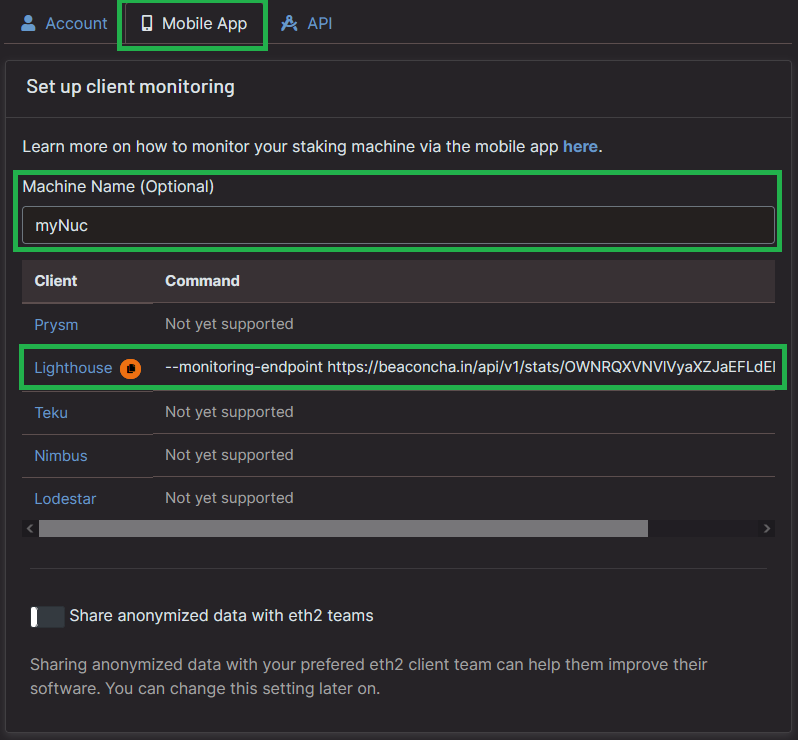 Account Mobile App API
Set up client monitoring
Learn more on how to monitor your staking machine via the mobile app here.
Machine Name (Optional)
myNuc
Client Command
Prysm Not yet supported
Lighthouse --monitoring-endpoint https://beaconcha.in/api/v1/stats/
Teku Not yet supported
Nimbus Not yet supported
Lodestar Not yet supported
Share anonymized data with eth2 teams
Sharing anonymized data with your prefered eth2 client team can help them improve their
software. You can change this setting later on.